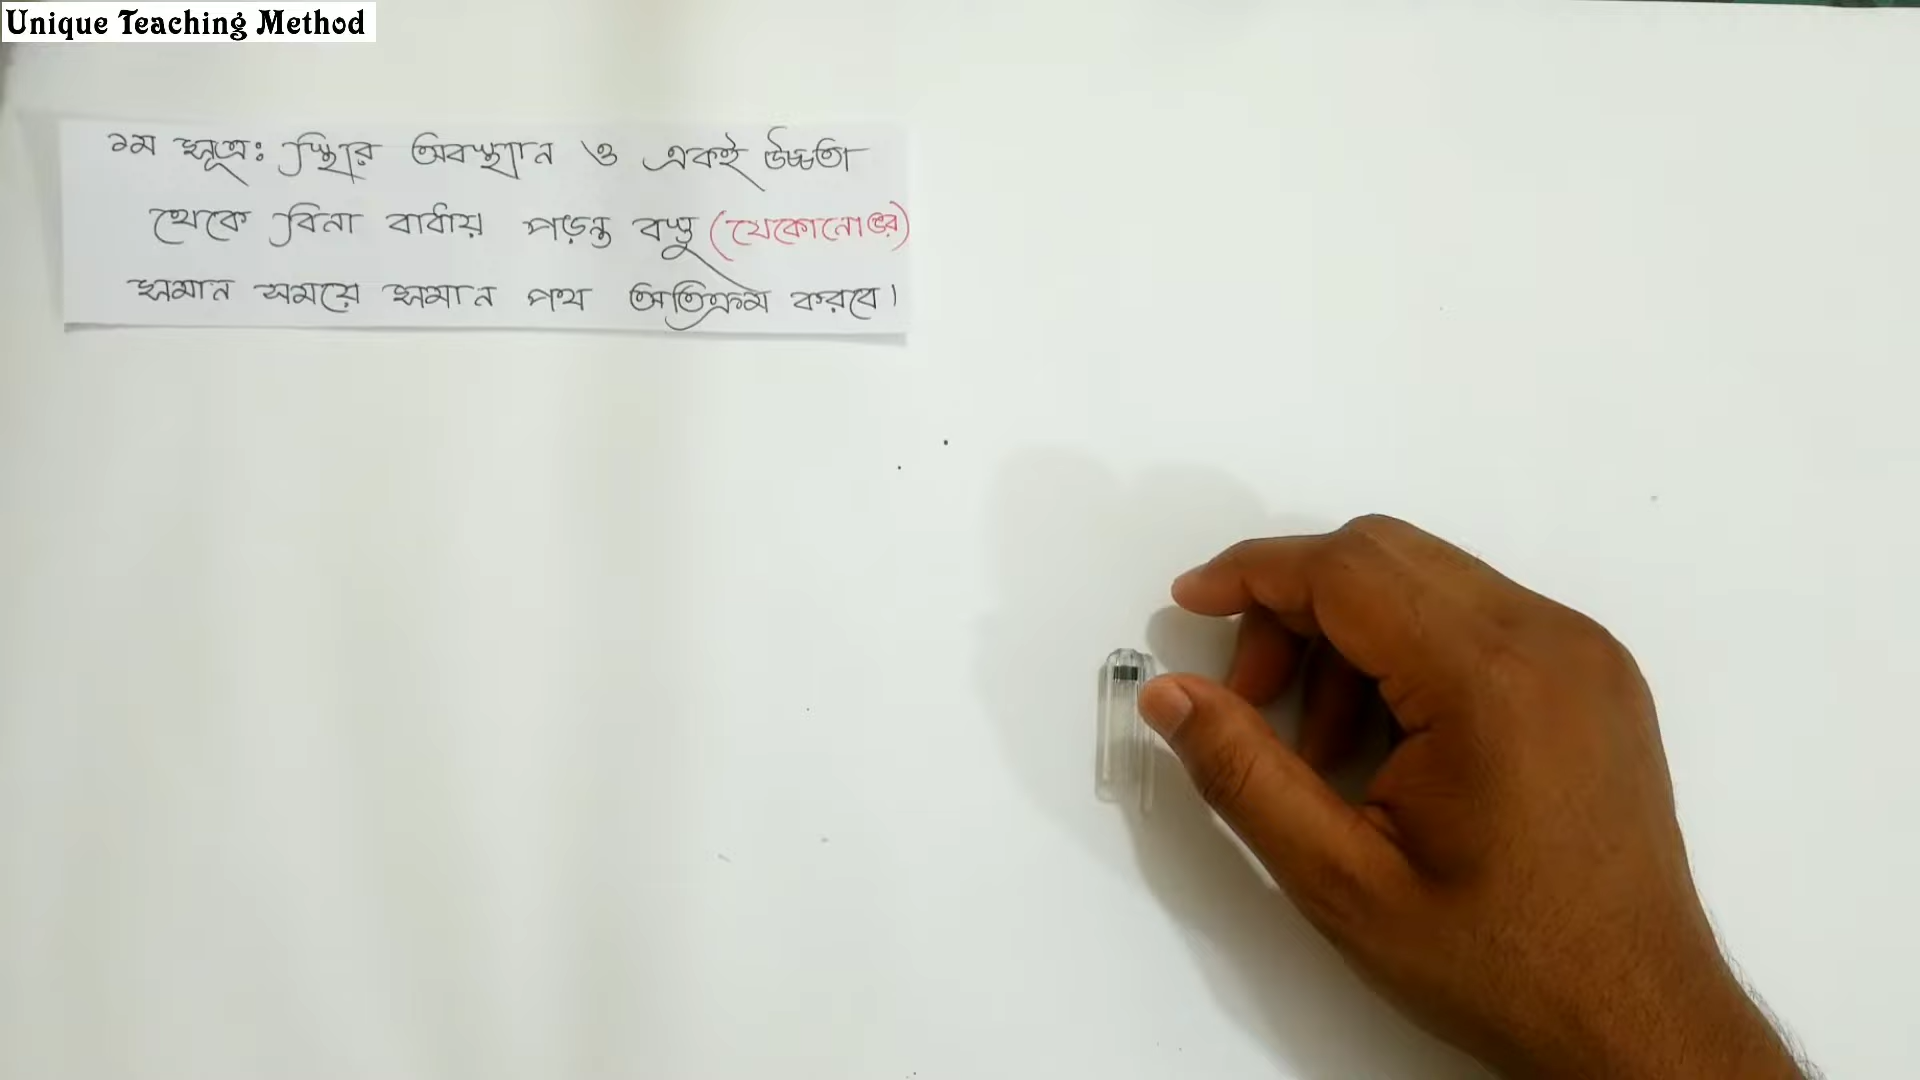 Unique Teaching Method
১ম সূত্রঃ স্থির অবস্থান ও একই উচ্চতা
থেকে বিনা বাধায় পড়ন্ত বস্তু (যেকোনো ভর)
সমান সময়ে সমান পথ অতিক্রম করবে।